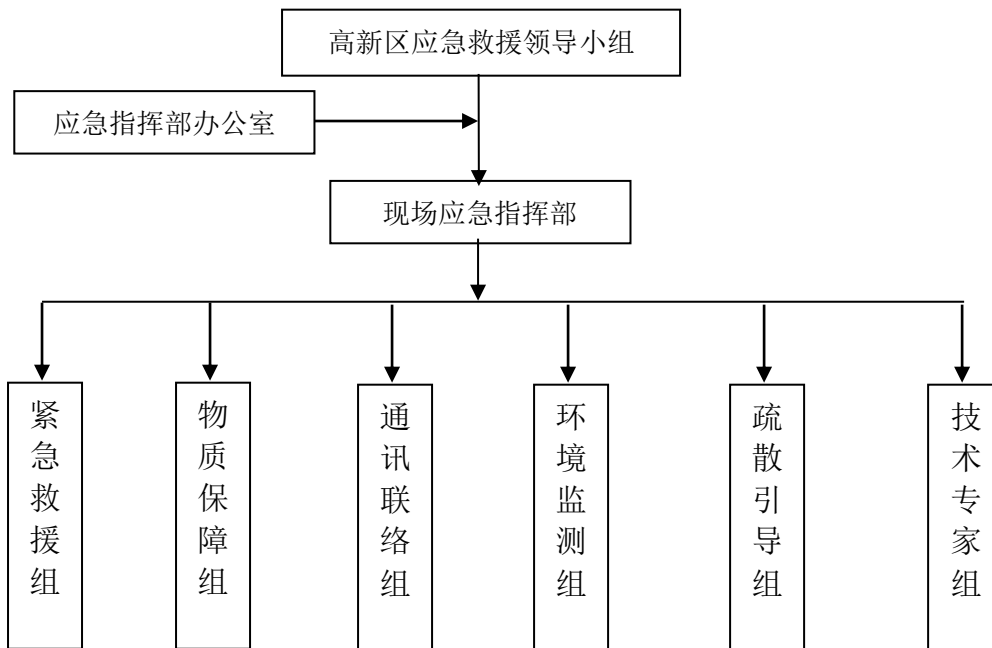 高新区应急救援领导小组
应急指挥部办公室
现场应急指挥部
紧急救援组
物质保障组
通讯联络组
环境监测组
疏散引导组
技术专家组